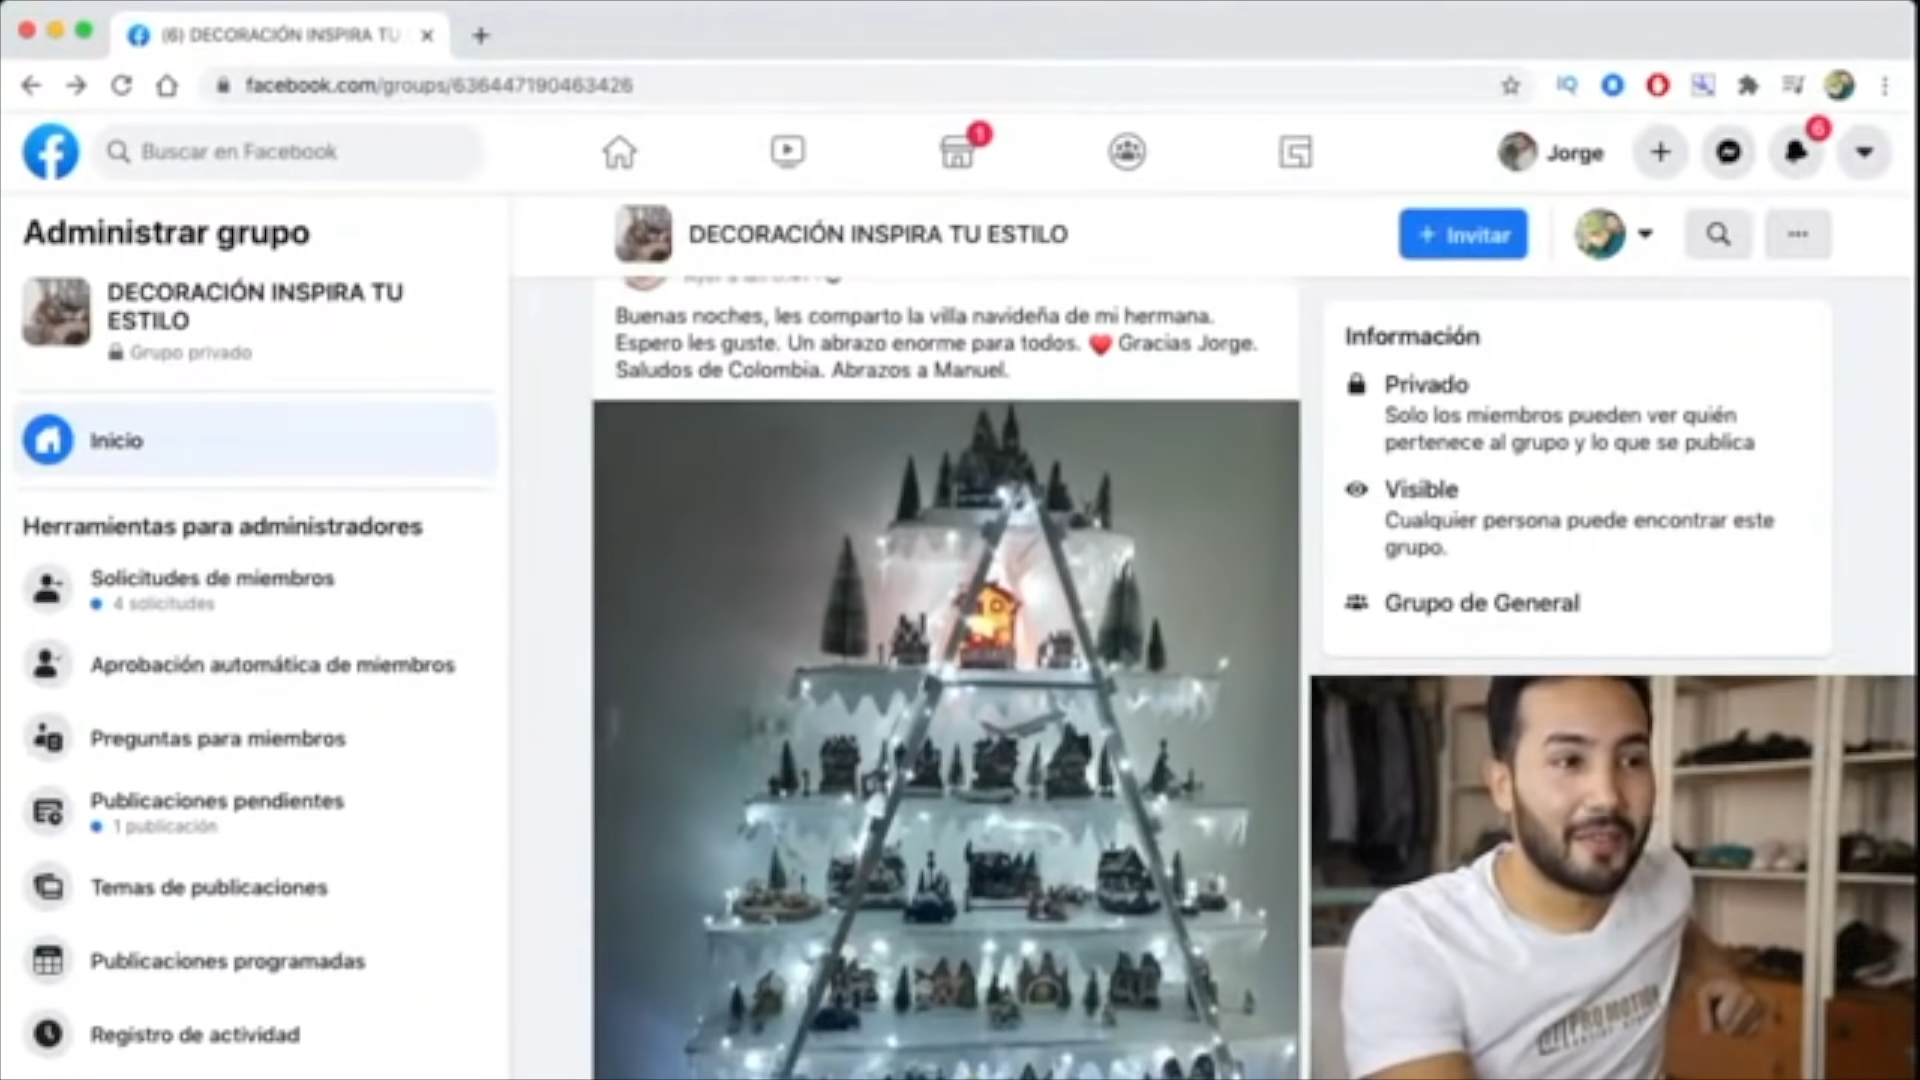 (6) DECORACIÓN INSPIRA TU
facebook.com/groups/636447190463426
Buscar en Facebook
1
Jorge
6
Administrar grupo
DECORACIÓN INSPIRA TU
ESTILO
Grupo privado
Inicio
Herramientas para administradores
Solicitudes de miembros
4 solicitudes
Aprobación automática de miembros
Preguntas para miembros
Publicaciones pendientes
1 publicación
Temas de publicaciones
Publicaciones programadas
Registro de actividad
DECORACIÓN INSPIRA TU ESTILO
+ Invitar
Buenas noches, les comparto la villa navideña de mi hermana.
Espero les guste. Un abrazo enorme para todos. ❤️ Gracias Jorge.
Saludos de Colombia. Abrazos a Manuel.
Información
Privado
Solo los miembros pueden ver quién
pertenece al grupo y lo que se publica
Visible
Cualquier persona puede encontrar este
grupo.
Grupo de General
PROMOTION